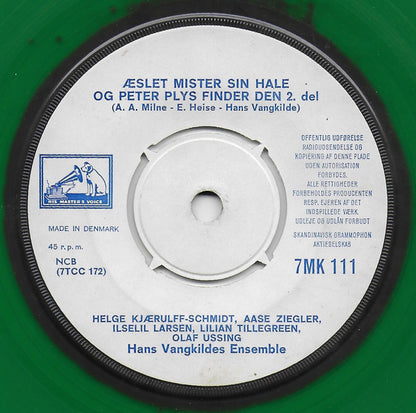 ÆSLET MISTER SIN HALE
OG PETER PLYS FINDER DEN 2. del
(A. A. Milne - E. Heise - Hans Vangkilde)
HIS MASTER'S VOICE
MADE IN DENMARK
45 r.p.m.
NCB
(7TCC 172)
OFFENTLIG UDFØRELSE
RADIOUDSENDELSE OG
KOPIERING AF DENNE PLADE
UDEN AUTORISATION
FORBYDES.
ALLE RETTIGHEDER
FORBEHOLDES PRODUCENTEN
RESP. EJEREN AF DET
INDSPILLEDE VÆRK.
UDLEJE OG UDLÅN FORBUDT
SKANDINAVISK GRAMMOPHON
AKTIESELSKAB
7MK 111
HELGE KJÆRULFF-SCHMIDT, AASE ZIEGLER,
ILSELIL LARSEN, LILIAN TILLEGREEN,
OLAF USSING
Hans Vangkildes Ensemble